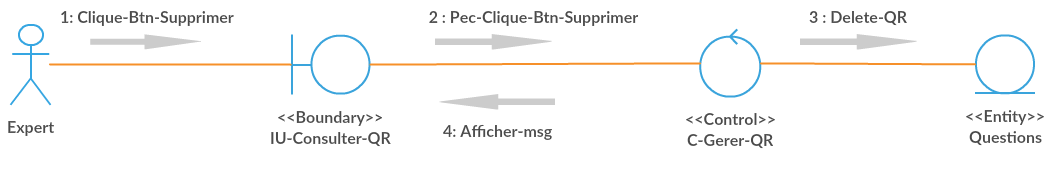 1: Clique-Btn-Supprimer
2 : Pec-Clique-Btn-Supprimer
3 : Delete-QR
4: Afficher-msg
Expert
<<Boundary>>
IU-Consulter-QR
<<Control>>
C-Gerer-QR
<<Entity>>
Questions